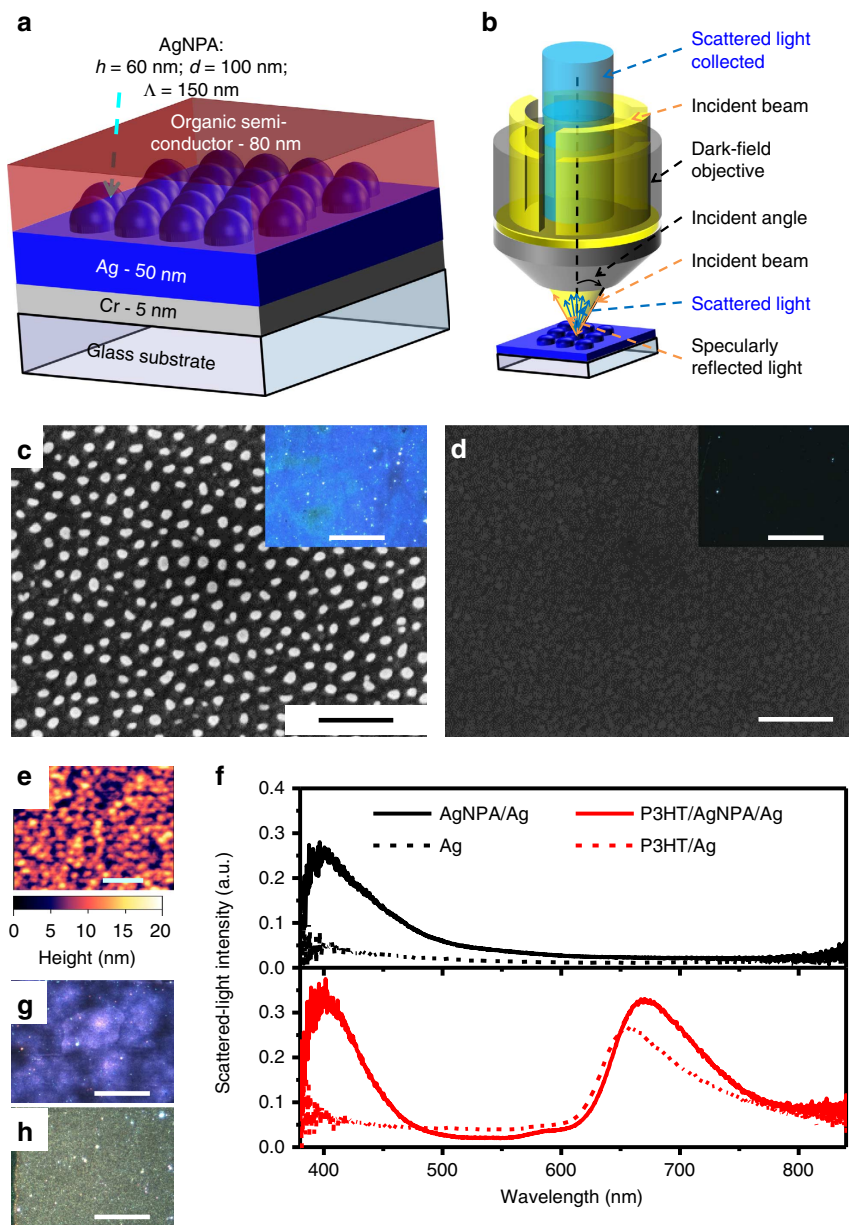 a
AgNPA:
h = 60 nm; d = 100 nm;
Λ = 150 nm
Organic semi-
conductor - 80 nm
Ag - 50 nm
Cr - 5 nm
Glass substrate
b
Scattered light
collected
Incident beam
Dark-field
objective
Incident angle
Incident beam
Scattered light
Specularly
reflected light
c
d
e
0 5 10 15 20
Height (nm)
g
h
f
0.4
0.3
0.2
0.1
0.0
AgNPA/Ag
Ag
P3HT/AgNPA/Ag
P3HT/Ag
0.3
0.2
0.1
0.0
Scattered-light intensity (a.u.)
400 500 600 700 800
Wavelength (nm)